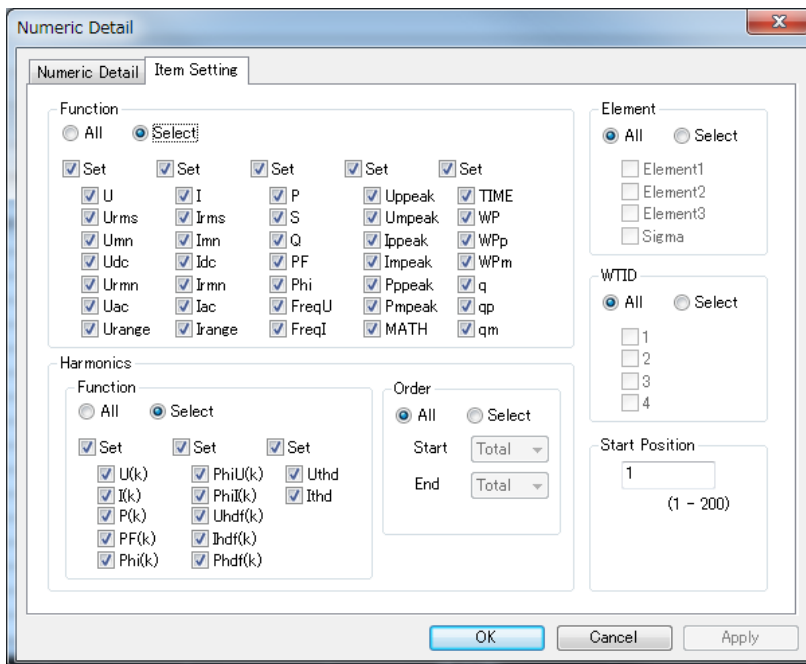 Numeric Detail
Numeric Detail Item Setting
Function
All Select
Set Set Set Set Set
U I P Uppeak TIME
Urms Irms S Umpeak WP
Umn Imn Q Ippeak WPp
Udc Idc PF Impeak WPm
Urmn Irmn Phi Pppeak q
Uac Iac FreqU Pmpeak qp
Urange Irange FreqI MATH qm
Harmonics
Function
All Select
Set Set Set
U(k) PhiU(k) Uthd
I(k) PhiI(k) Ithd
P(k) Uhdf(k)
PF(k) Ihdf(k)
Phi(k) Phdf(k)
Order
All Select
Start Total
End Total
Element
All Select
Element1
Element2
Element3
Sigma
WTID
All Select
1
2
3
4
Start Position
1
(1 - 200)
OK Cancel Apply